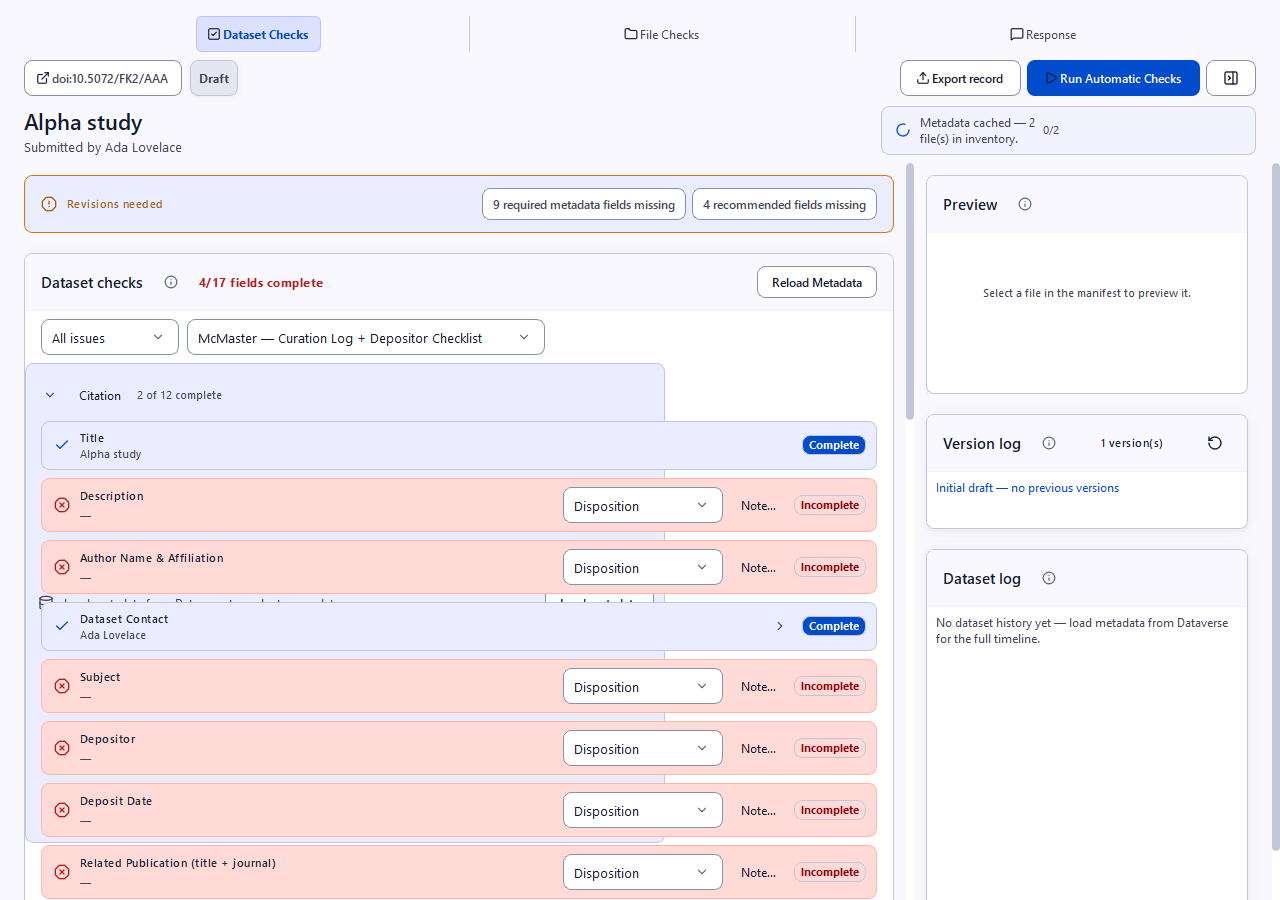 Dataset Checks
File Checks
Response
doi:10.5072/FK2/AAA
Draft
Export record
Run Automatic Checks
Alpha study
Submitted by Ada Lovelace
Metadata cached — 2
file(s) in inventory.
0/2
Revisions needed
9 required metadata fields missing
4 recommended fields missing
Dataset checks
4/17 fields complete
Reload Metadata
All issues
McMaster — Curation Log + Depositor Checklist
Citation
2 of 12 complete
Title
Alpha study
Complete
Description
—
Disposition
Note...
Incomplete
Author Name & Affiliation
—
Disposition
Note...
Incomplete
Dataset Contact
Ada Lovelace
Complete
Subject
—
Disposition
Note...
Incomplete
Depositor
—
Disposition
Note...
Incomplete
Deposit Date
—
Disposition
Note...
Incomplete
Related Publication (title + journal)
—
Disposition
Note...
Incomplete
Preview
Select a file in the manifest to preview it.
Version log
1 version(s)
Initial draft — no previous versions
Dataset log
No dataset history yet — load metadata from Dataverse
for the full timeline.